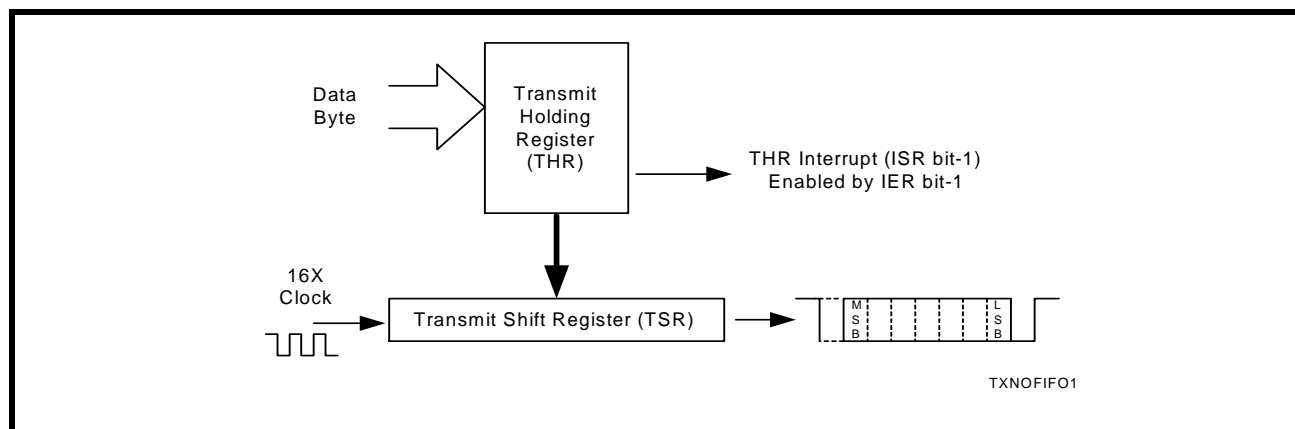 Data
Byte
Transmit
Holding
Register
(THR)
THR Interrupt (ISR bit-1)
Enabled by IER bit-1
16X
Clock
Transmit Shift Register (TSR)
M
S
B
L
S
B
TXNOFIFO1